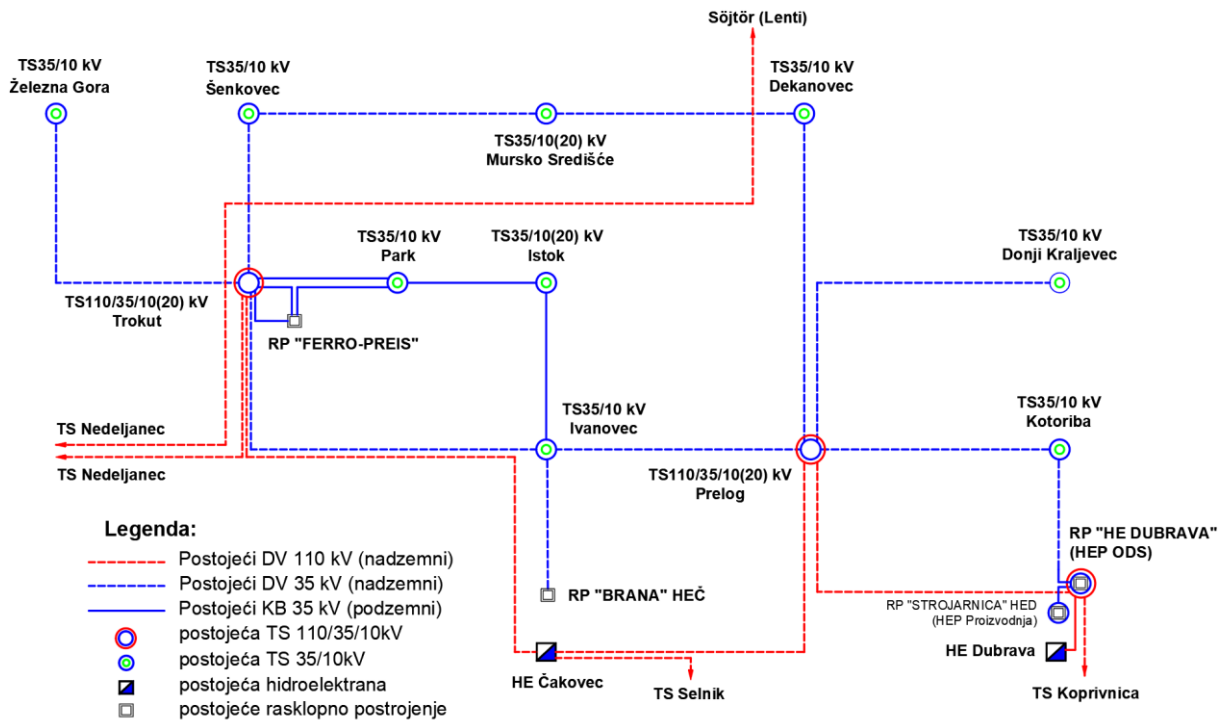 Söjtör (Lenti)
TS35/10 kV
Železna Gora
TS35/10 kV
Šenkovec
TS35/10 kV
Dekanovec
TS35/10(20) kV
Mursko Središće
TS35/10 kV
Park
TS35/10(20) kV
Istok
TS35/10 kV
Donji Kraljevec
TS110/35/10(20) kV
Trokut
RP "FERRO-PREIS"
TS35/10 kV
Ivanovec
TS35/10 kV
Kotoriba
TS Nedeljanec
TS Nedeljanec
TS110/35/10(20) kV
Prelog
Legenda:
Postojeći DV 110 kV (nadzemni)
Postojeći DV 35 kV (nadzemni)
Postojeći KB 35 kV (podzemni)
postojeća TS 110/35/10kV
postojeća TS 35/10kV
postojeća hidroelektrana
postojeće rasklopno postrojenje
RP "BRANA" HEČ
HE Čakovec
TS Selnik
RP "HE DUBRAVA"
(HEP ODS)
RP "STROJARNICA" HED
(HEP Proizvodnja)
HE Dubrava
TS Koprivnica